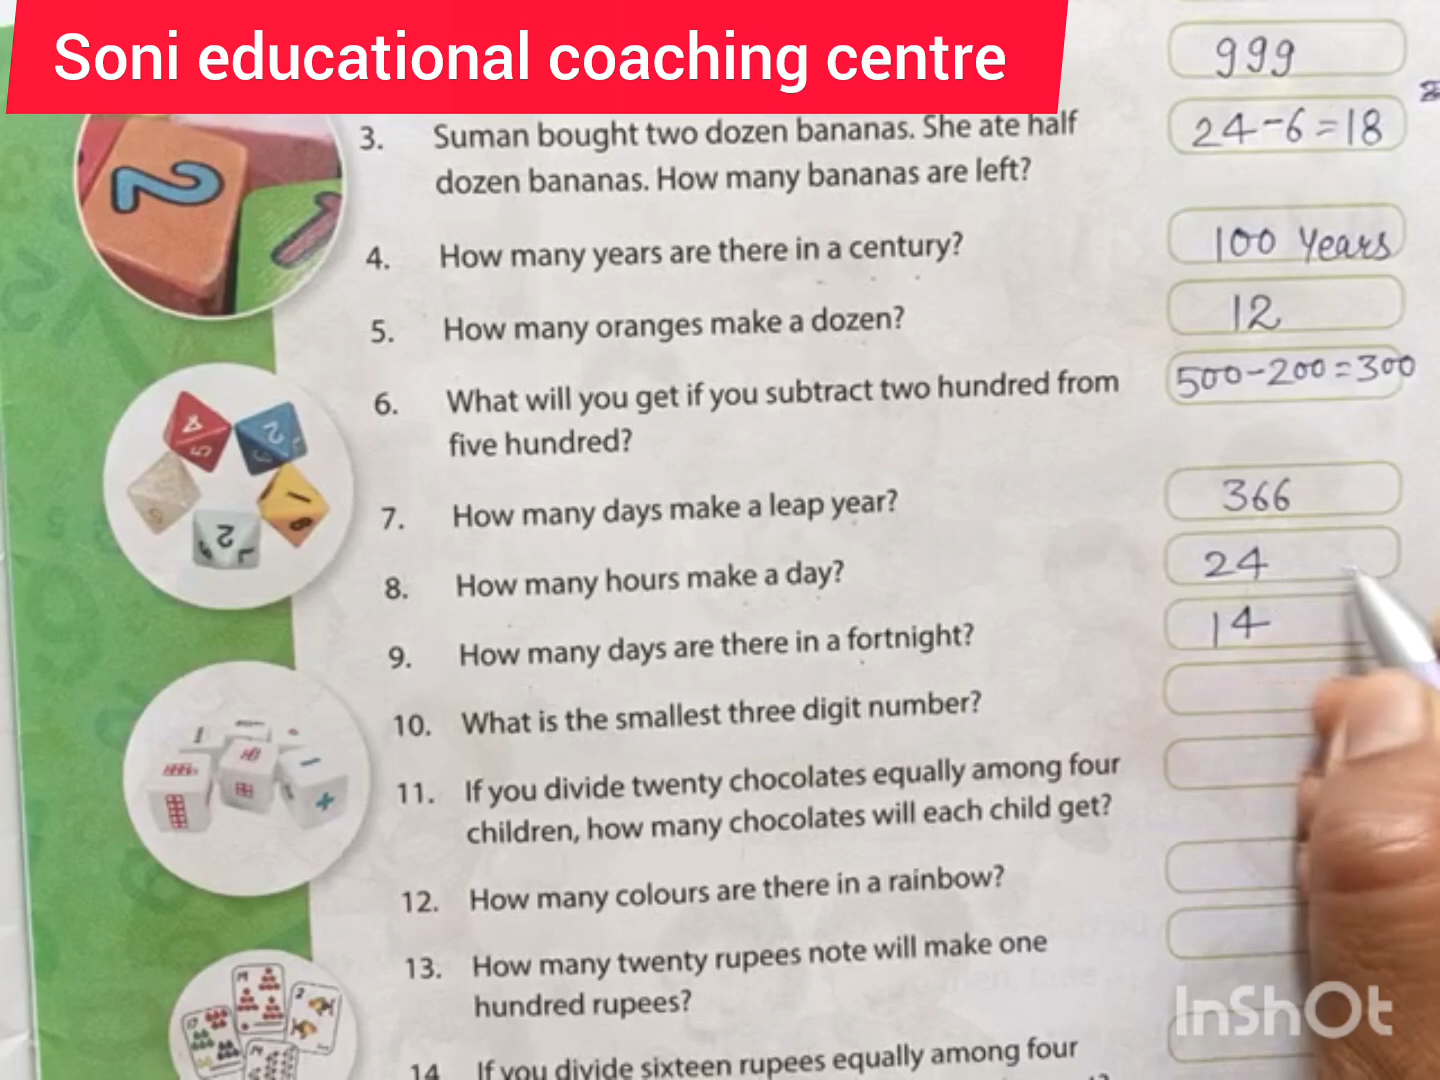 Soni educational coaching centre
999
3. Suman bought two dozen bananas. She ate half
dozen bananas. How many bananas are left?
24-6=18
4. How many years are there in a century?
100 Years
5. How many oranges make a dozen?
12
6. What will you get if you subtract two hundred from
five hundred?
500-200=300
7. How many days make a leap year?
366
8. How many hours make a day?
24
9. How many days are there in a fortnight?
14
10. What is the smallest three digit number?
11. If you divide twenty chocolates equally among four
children, how many chocolates will each child get?
12. How many colours are there in a rainbow?
13. How many twenty rupees note will make one
hundred rupees?
14 If you divide sixteen rupees equally among four
InShOt